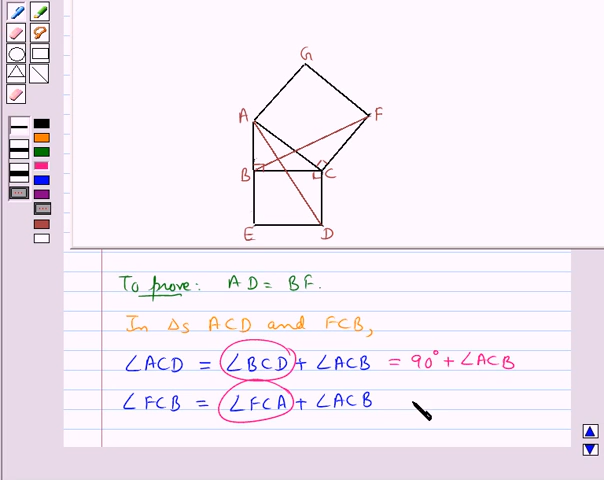 G
A
F
B
C
E
D
To prove: AD = BF.
In Δs ACD and FCB,
∠ACD = ∠BCD + ∠ACB = 90° + ∠ACB
∠FCB = ∠FCA + ∠ACB